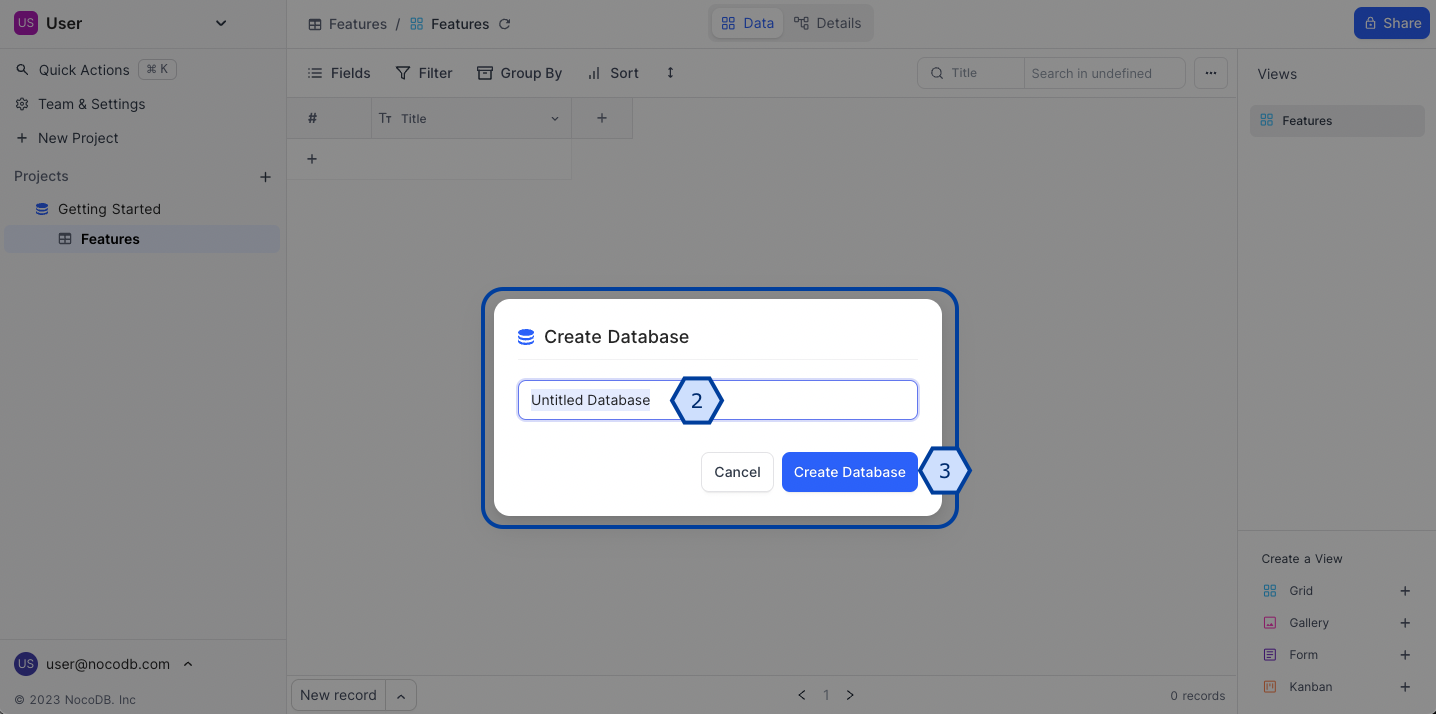 US User
Quick Actions ⌘ K
Team & Settings
+ New Project
Projects +
Getting Started
Features
US user@nocodb.com
© 2023 NocoDB. Inc
Features / Features
Data Details
Share
Fields Filter Group By Sort
Title Search in undefined ...
# Tт Title +
+
Create Database
Untitled Database 2
Cancel Create Database 3
New record
1
0 records
Views
Features
Create a View
Grid +
Gallery +
Form +
Kanban +